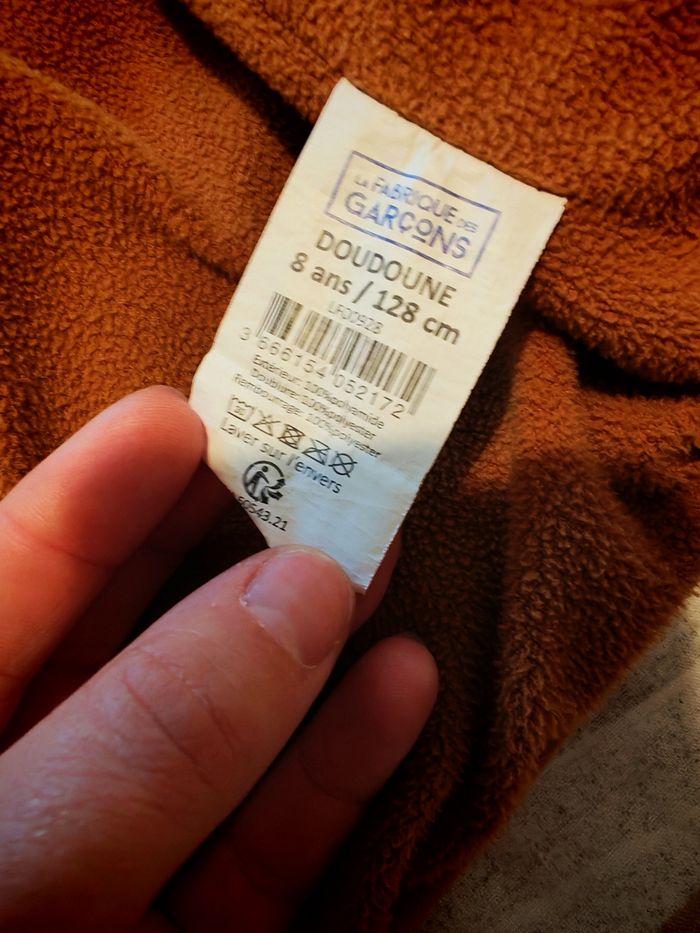 LA FABRIQUE DES
GARÇONS
DOUDOUNE
8 ans / 128 cm
LF00928
3 666154 052172
Extérieur: 100%polyamide
Doublure: 100%polyester
Rembourrage: 100%polyester
Laver sur l'envers